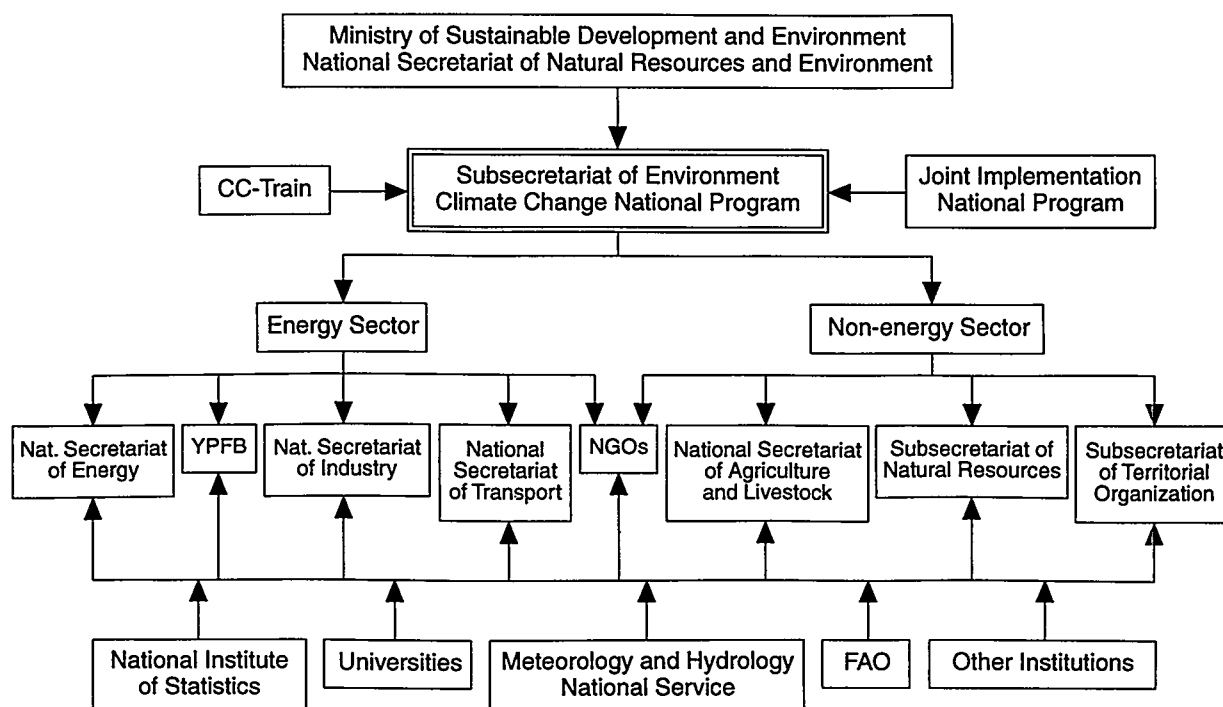 Ministry of Sustainable Development and Environment
National Secretariat of Natural Resources and Environment
CC-Train
Subsecretariat of Environment
Climate Change National Program
Joint Implementation
National Program
Energy Sector
Non-energy Sector
Nat. Secretariat
of Energy
YPFB
Nat. Secretariat
of Industry
National
Secretariat
of Transport
NGOs
National Secretariat
of Agriculture
and Livestock
Subsecretariat of
Natural Resources
Subsecretariat
of Territorial
Organization
National Institute
of Statistics
Universities
Meteorology and Hydrology
National Service
FAO
Other Institutions